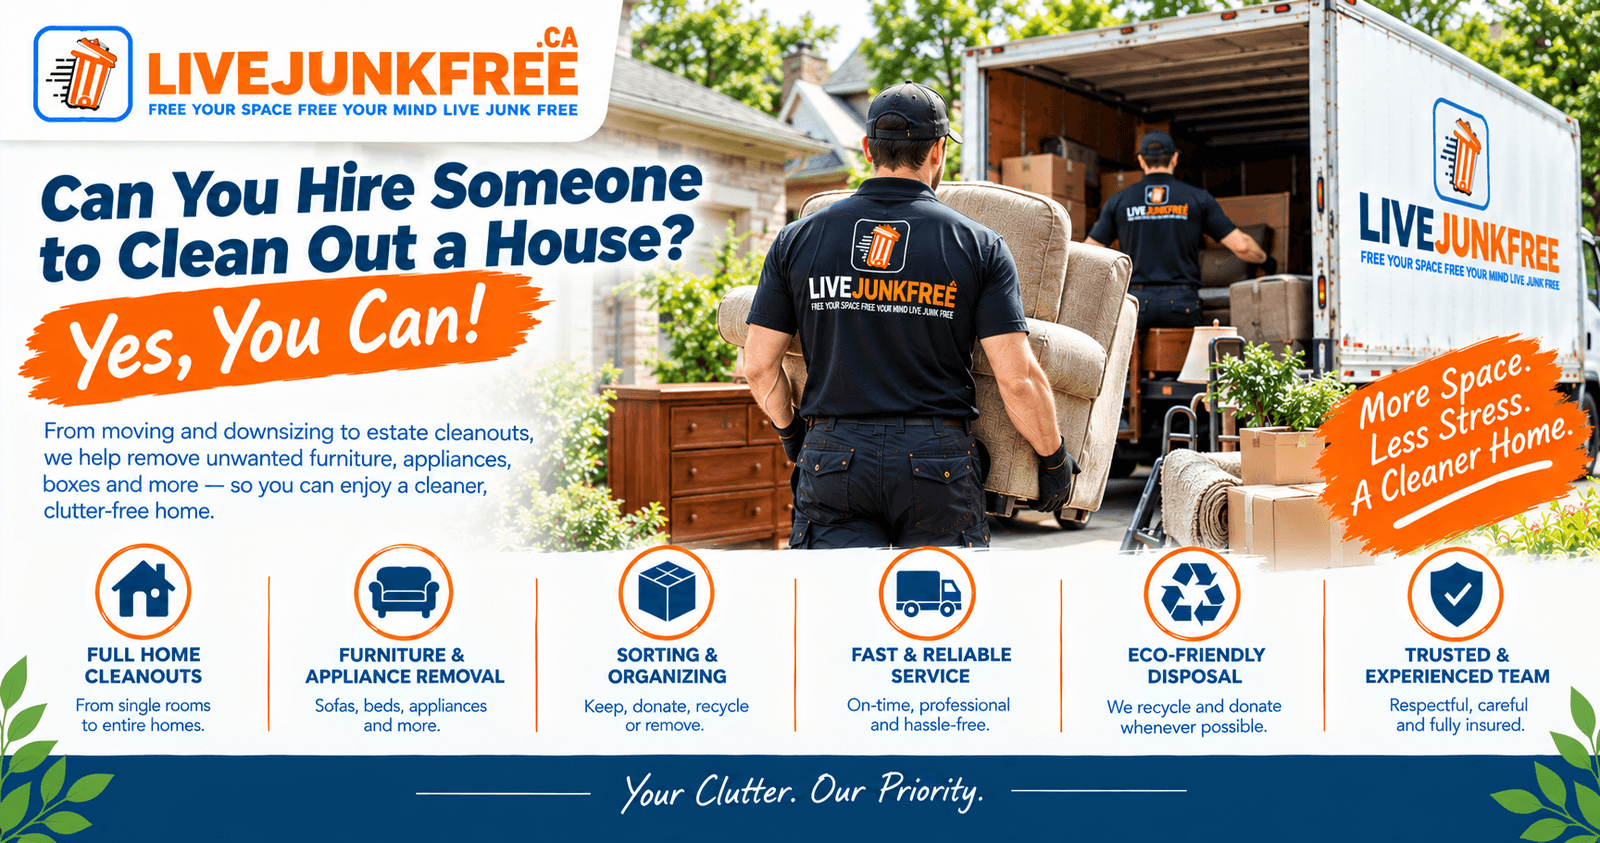 .CA
LIVEJUNKFREE
FREE YOUR SPACE FREE YOUR MIND LIVE JUNK FREE
Can You Hire Someone
to Clean Out a House?
Yes, You Can!
From moving and downsizing to estate cleanouts,
we help remove unwanted furniture, appliances,
boxes and more — so you can enjoy a cleaner,
clutter-free home.
LIVEJUNKFREE
FREE YOUR SPACE FREE YOUR MIND LIVE JUNK FREE
LIVEJUNKFREE
LIVEJUNKFREE
FREE YOUR SPACE FREE YOUR MIND LIVE JUNK FREE
More Space.
Less Stress.
A Cleaner Home.
FULL HOME
CLEANOUTS
From single rooms
to entire homes.
FURNITURE &
APPLIANCE REMOVAL
Sofas, beds, appliances
and more.
SORTING &
ORGANIZING
Keep, donate, recycle
or remove.
FAST & RELIABLE
SERVICE
On-time, professional
and hassle-free.
ECO-FRIENDLY
DISPOSAL
We recycle and donate
whenever possible.
TRUSTED &
EXPERIENCED TEAM
Respectful, careful
and fully insured.
Your Clutter. Our Priority.